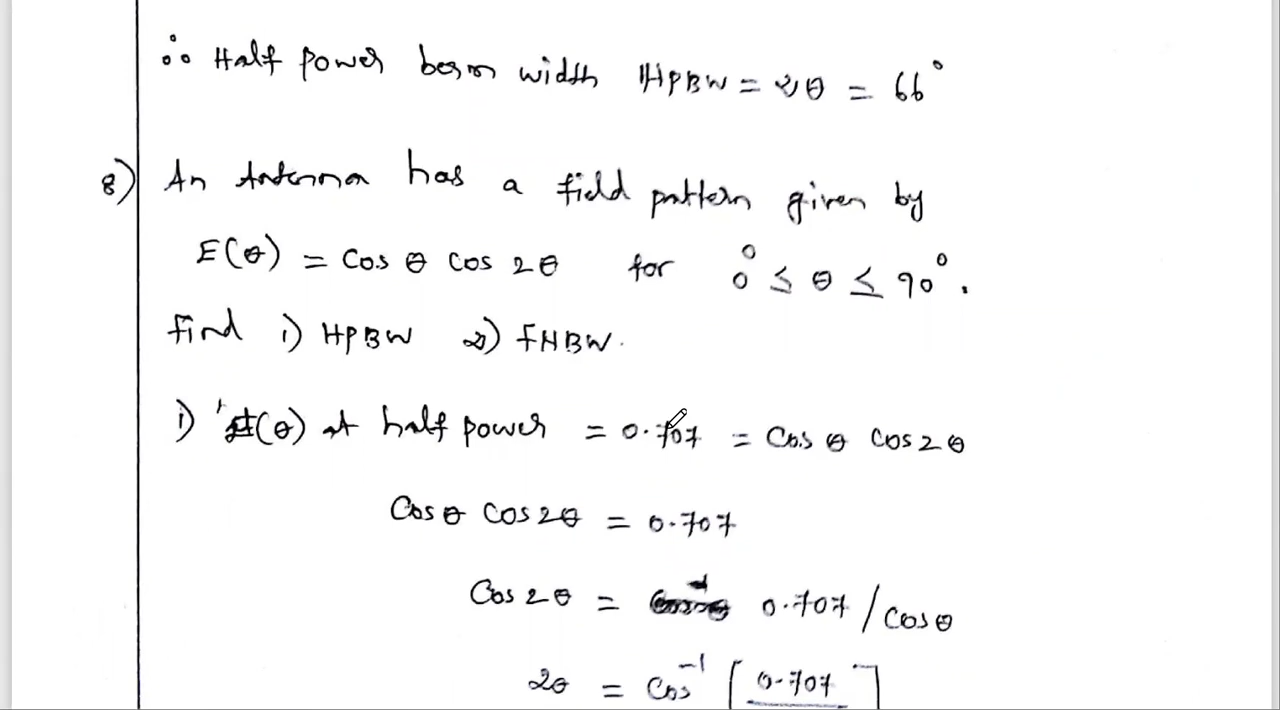 ∴ Half power beam width HPBW = 2θ = 66°
8) An Antenna has a field pattern given by
E(θ) = Cos θ Cos 2θ for 0° ≤ θ ≤ 90°.
find 1) HPBW 2) FNBW.
1) E(θ) at half power = 0.707 = Cos θ Cos 2θ
Cos θ Cos 2θ = 0.707
Cos 2θ = 0.707 / Cos θ
2θ = Cos⁻¹ [ 0.707 ]